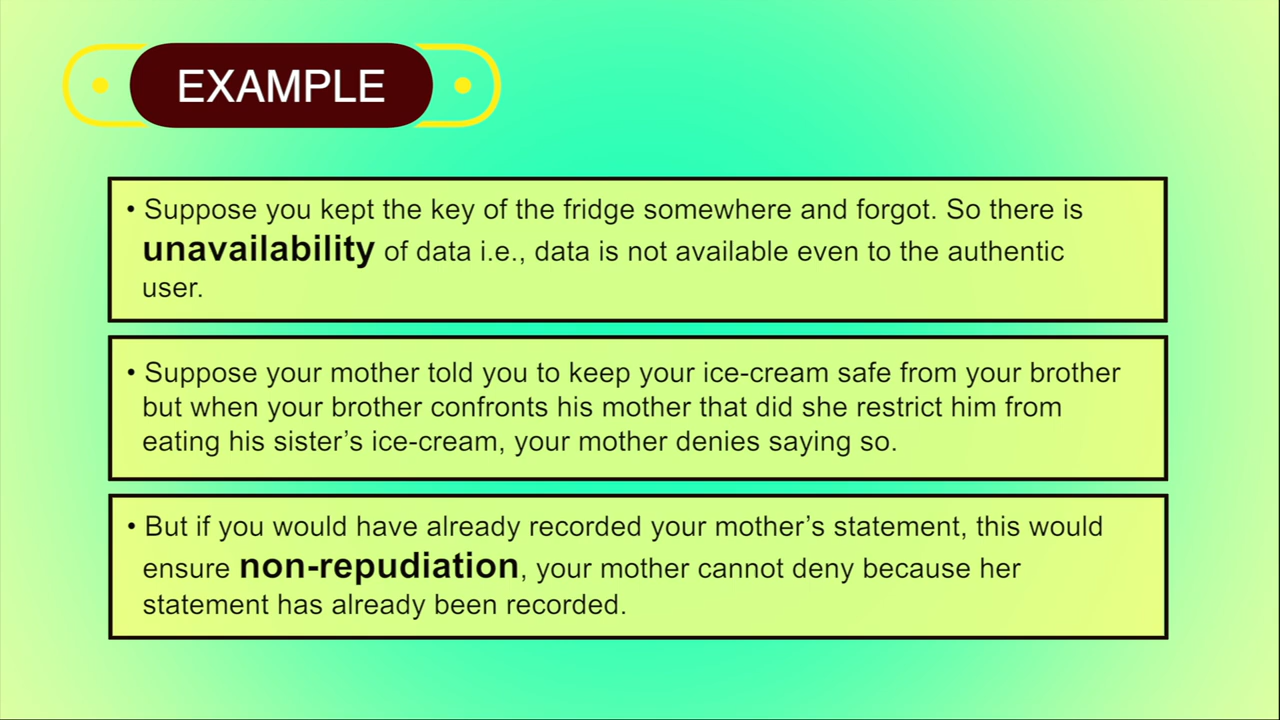 EXAMPLE
• Suppose you kept the key of the fridge somewhere and forgot. So there is
unavailability of data i.e., data is not available even to the authentic
user.
• Suppose your mother told you to keep your ice-cream safe from your brother
but when your brother confronts his mother that did she restrict him from
eating his sister’s ice-cream, your mother denies saying so.
• But if you would have already recorded your mother’s statement, this would
ensure non-repudiation, your mother cannot deny because her
statement has already been recorded.